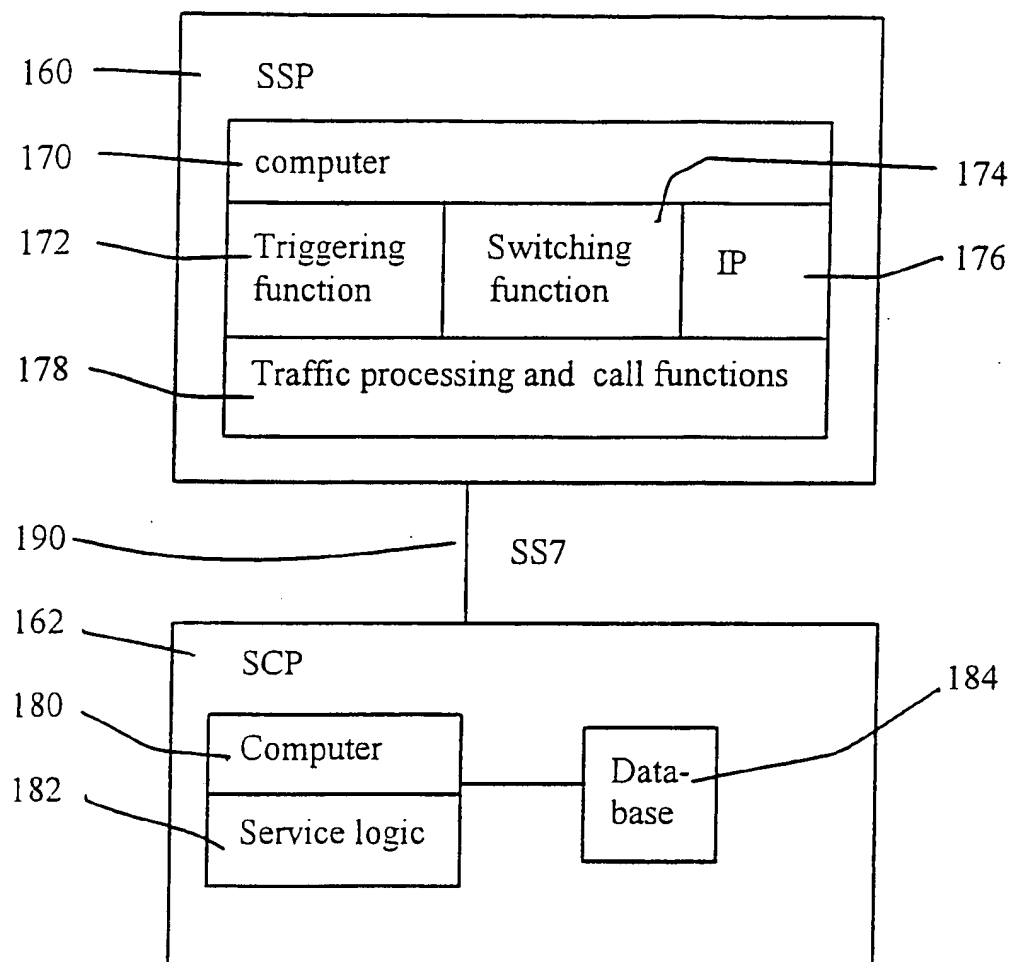 160
SSP
170
computer
174
172
Triggering
function
Switching
function
IP
176
178
Traffic processing and call functions
190
SS7
162
SCP
184
180
Computer
Data-
base
182
Service logic